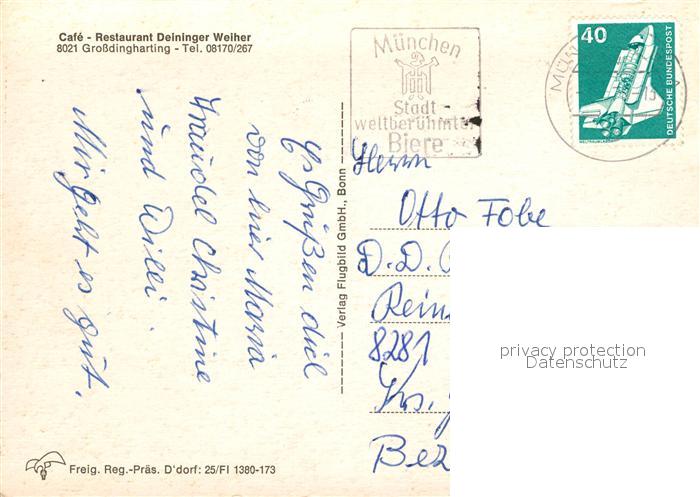 Café - Restaurant Deininger Weiher
8021 Großdingharting - Tel. 08170/267
Es Grüßen dich
von hier Maria
Traudel Christine
und Willi.
Mir geht es gut.
Freig. Reg.-Präs. D'dorf: 25/Fl 1380-173
Verlag Flugbild GmbH., Bonn
München
Stadt
weltberühmter
Biere
40
DEUTSCHE BUNDESPOST
Herrn
Otto Fobe
D.D.
8281
Krs.
privacy protection
Datenschutz